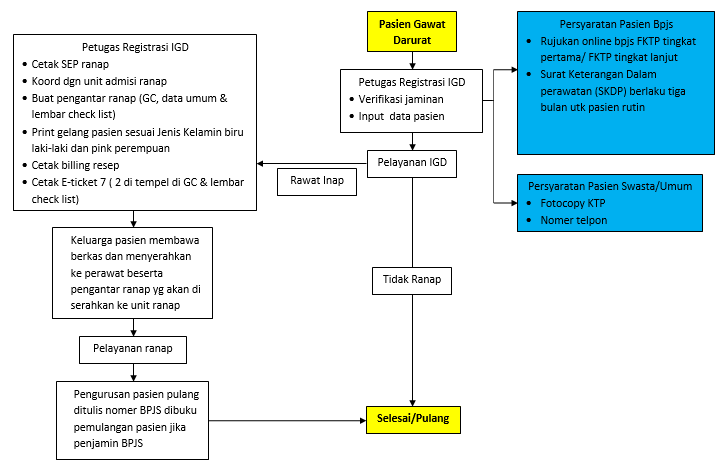 Pasien Gawat
Darurat
Petugas Registrasi IGD
• Verifikasi jaminan
• Input data pasien
Persyaratan Pasien Bpjs
• Rujukan online bpjs FKTP tingkat
pertama/ FKTP tingkat lanjut
• Surat Keterangan Dalam
perawatan (SKDP) berlaku tiga
bulan utk pasien rutin
Persyaratan Pasien Swasta/Umum
• Fotocopy KTP
• Nomer telpon
Pelayanan IGD
Rawat Inap
Petugas Registrasi IGD
• Cetak SEP ranap
• Koord dgn unit admisi ranap
• Buat pengantar ranap (GC, data umum &
lembar check list)
• Print gelang pasien sesuai Jenis Kelamin biru
laki-laki dan pink perempuan
• Cetak billing resep
• Cetak E-ticket 7 ( 2 di tempel di GC & lembar
check list)
Keluarga pasien membawa
berkas dan menyerahkan
ke perawat beserta
pengantar ranap yg akan di
serahkan ke unit ranap
Tidak Ranap
Pelayanan ranap
Pengurusan pasien pulang
ditulis nomer BPJS dibuku
pemulangan pasien jika
penjamin BPJS
Selesai/Pulang